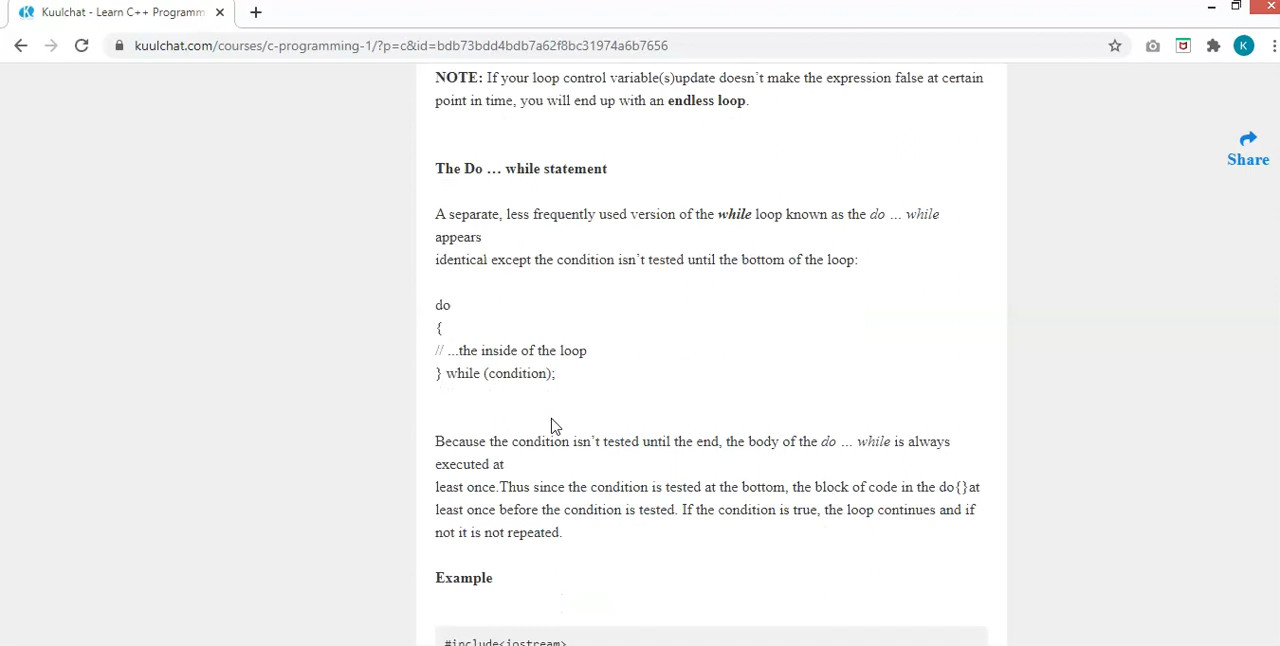 Kuulchat - Learn C++ Programm
kuulchat.com/courses/c-programming-1/?p=c&id=bdb73bdd4bdb7a62f8bc31974a6b7656
K
NOTE: If your loop control variable(s)update doesn't make the expression false at certain
point in time, you will end up with an endless loop.
Share
The Do … while statement
A separate, less frequently used version of the while loop known as the do … while
appears
identical except the condition isn't tested until the bottom of the loop:
do
{
// …the inside of the loop
} while (condition);
Because the condition isn't tested until the end, the body of the do … while is always
executed at
least once.Thus since the condition is tested at the bottom, the block of code in the do{}at
least once before the condition is tested. If the condition is true, the loop continues and if
not it is not repeated.
Example
#include<iostream>